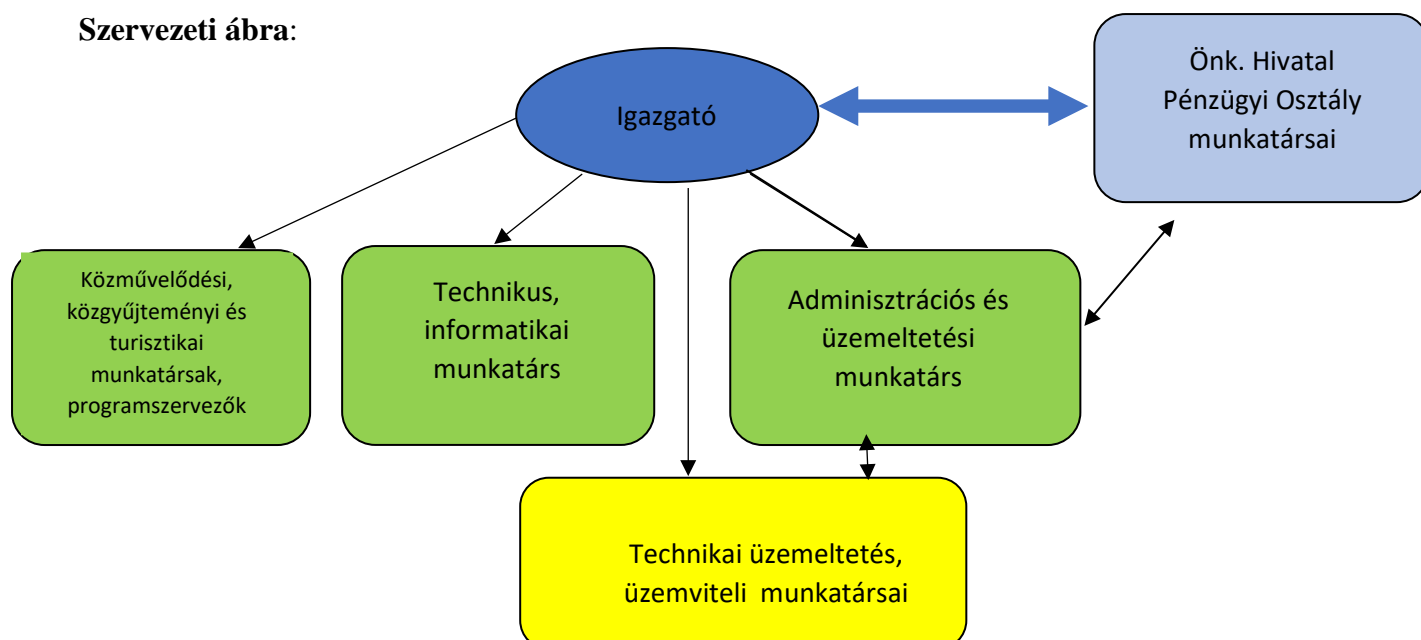 Szervezeti ábra:
Igazgató
Önk. Hivatal
Pénzügyi Osztály
munkatársai
Közművelődési,
közgyűjteményi és
turisztikai
munkatársak,
programszervezők
Technikus,
informatikai
munkatárs
Adminisztrációs és
üzemeltetési
munkatárs
Technikai üzemeltetés,
üzemviteli munkatársai